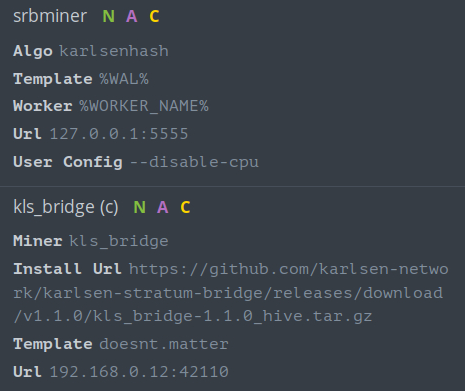 srbminer N A C
Algo karlsenhash
Template %WAL%
Worker %WORKER_NAME%
Url 127.0.0.1:5555
User Config --disable-cpu
kls_bridge (c) N A C
Miner kls_bridge
Install Url https://github.com/karlsen-netwo
rk/karlsen-stratum-bridge/releases/download
/v1.1.0/kls_bridge-1.1.0_hive.tar.gz
Template doesnt.matter
Url 192.168.0.12:42110